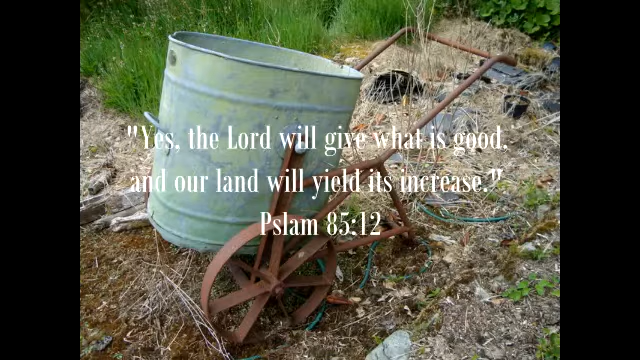 "Yes, the Lord will give what is good,
and our land will yield its increase."
Pslam 85:12